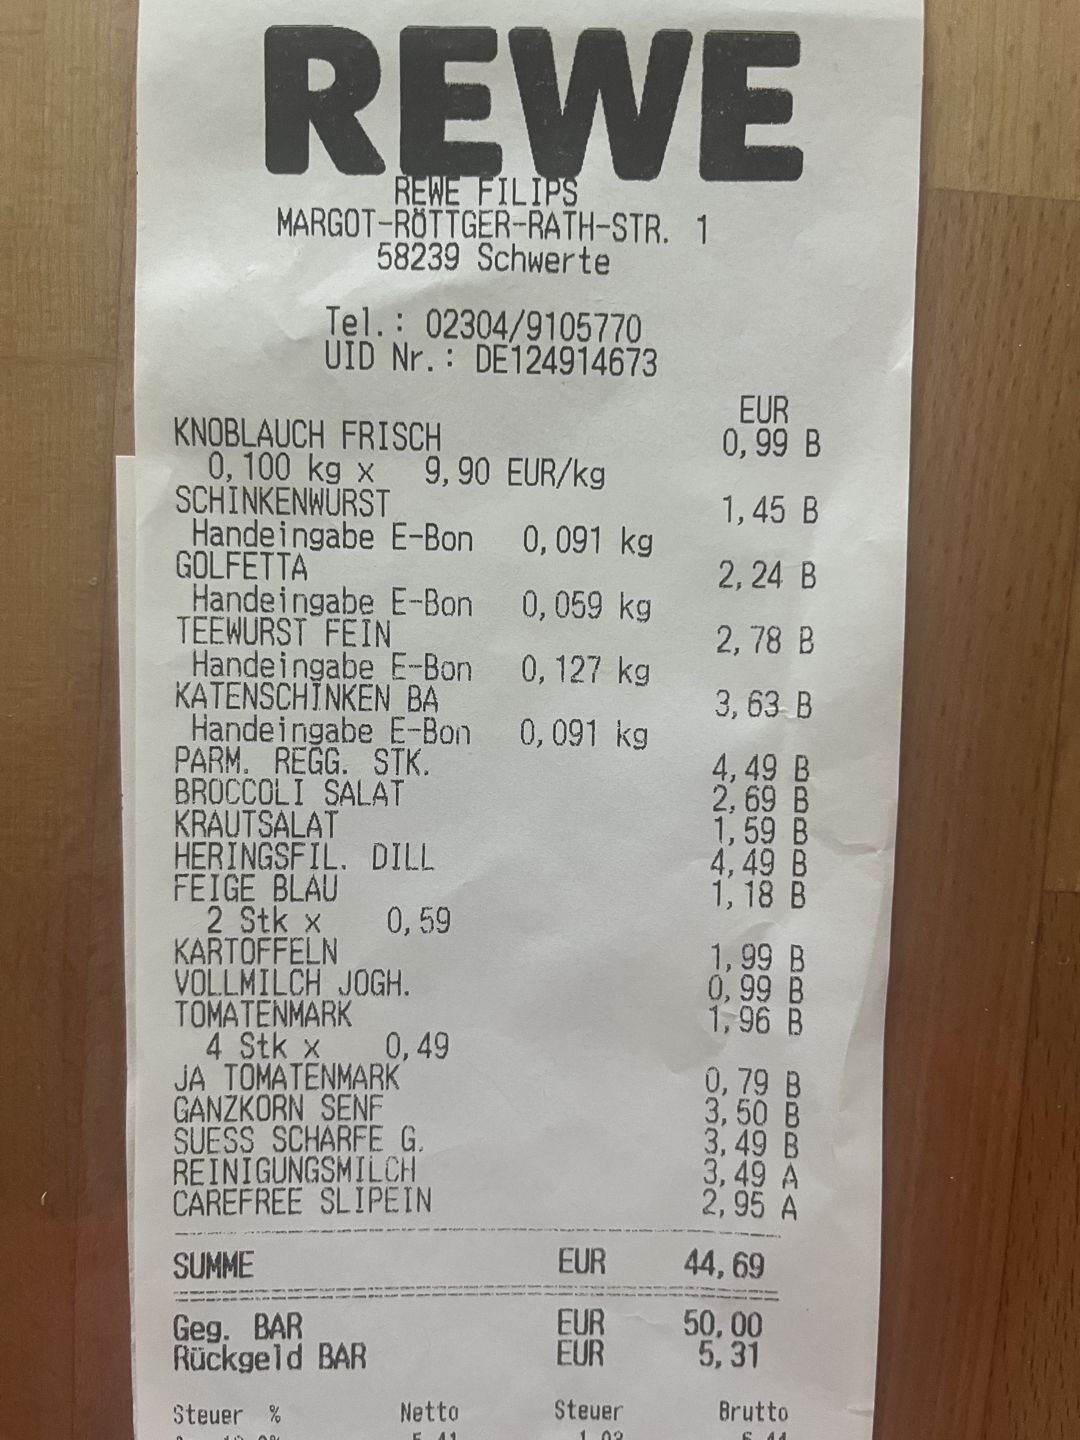 REWE
REWE FILIPS
MARGOT-RÖTTGER-RATH-STR. 1
58239 Schwerte
Tel.: 02304/9105770
UID Nr.: DE124914673
EUR
KNOBLAUCH FRISCH 0,99 B
0,100 kg x 9,90 EUR/kg
SCHINKENWURST 1,45 B
Handeingabe E-Bon 0,091 kg
GOLFETTA 2,24 B
Handeingabe E-Bon 0,059 kg
TEEWURST FEIN 2,78 B
Handeingabe E-Bon 0,127 kg
KATENSCHINKEN BA 3,63 B
Handeingabe E-Bon 0,091 kg
PARM. REGG. STK. 4,49 B
BROCCOLI SALAT 2,69 B
KRAUTSALAT 1,59 B
HERINGSFIL. DILL 4,49 B
FEIGE BLAU 1,18 B
2 Stk x 0,59
KARTOFFELN 1,99 B
VOLLMILCH JOGH. 0,99 B
TOMATENMARK 1,96 B
4 Stk x 0,49
JA TOMATENMARK 0,79 B
GANZKORN SENF 3,50 B
SUESS SCHARFE G. 3,49 B
REINIGUNGSMILCH 3,49 A
CAREFREE SLIPEIN 2,95 A
SUMME EUR 44,69
Geg. BAR EUR 50,00
Rückgeld BAR EUR 5,31
Steuer % Netto Steuer Brutto